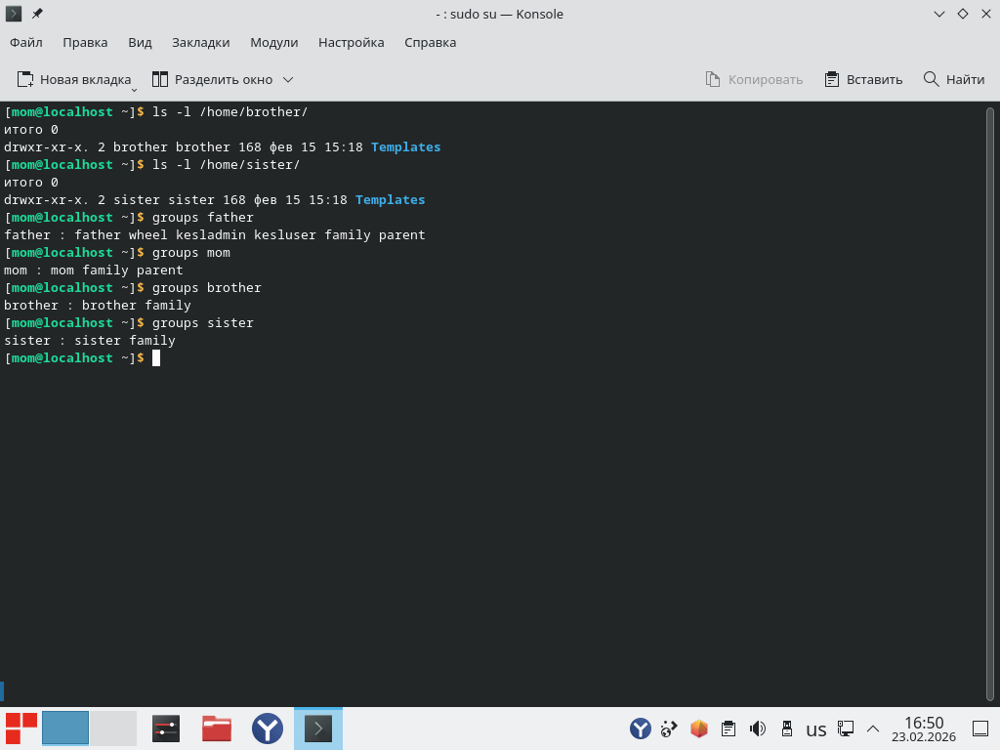 - : sudo su — Konsole
Файл Правка Вид Закладки Модули Настройка Справка
Новая вкладка Разделить окно Копировать Вставить Найти
[mom@localhost ~]$ ls -l /home/brother/
итого 0
drwxr-xr-x. 2 brother brother 168 фев 15 15:18 Templates
[mom@localhost ~]$ ls -l /home/sister/
итого 0
drwxr-xr-x. 2 sister sister 168 фев 15 15:18 Templates
[mom@localhost ~]$ groups father
father : father wheel kesladmin kesluser family parent
[mom@localhost ~]$ groups mom
mom : mom family parent
[mom@localhost ~]$ groups brother
brother : brother family
[mom@localhost ~]$ groups sister
sister : sister family
[mom@localhost ~]$
us 16:50
23.02.2026